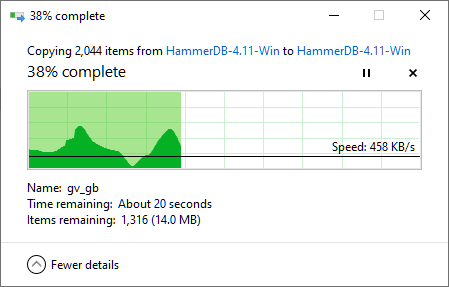 38% complete
Copying 2,044 items from HammerDB-4.11-Win to HammerDB-4.11-Win
38% complete
Speed: 458 KB/s
Name: gv_gb
Time remaining: About 20 seconds
Items remaining: 1,316 (14.0 MB)
Fewer details